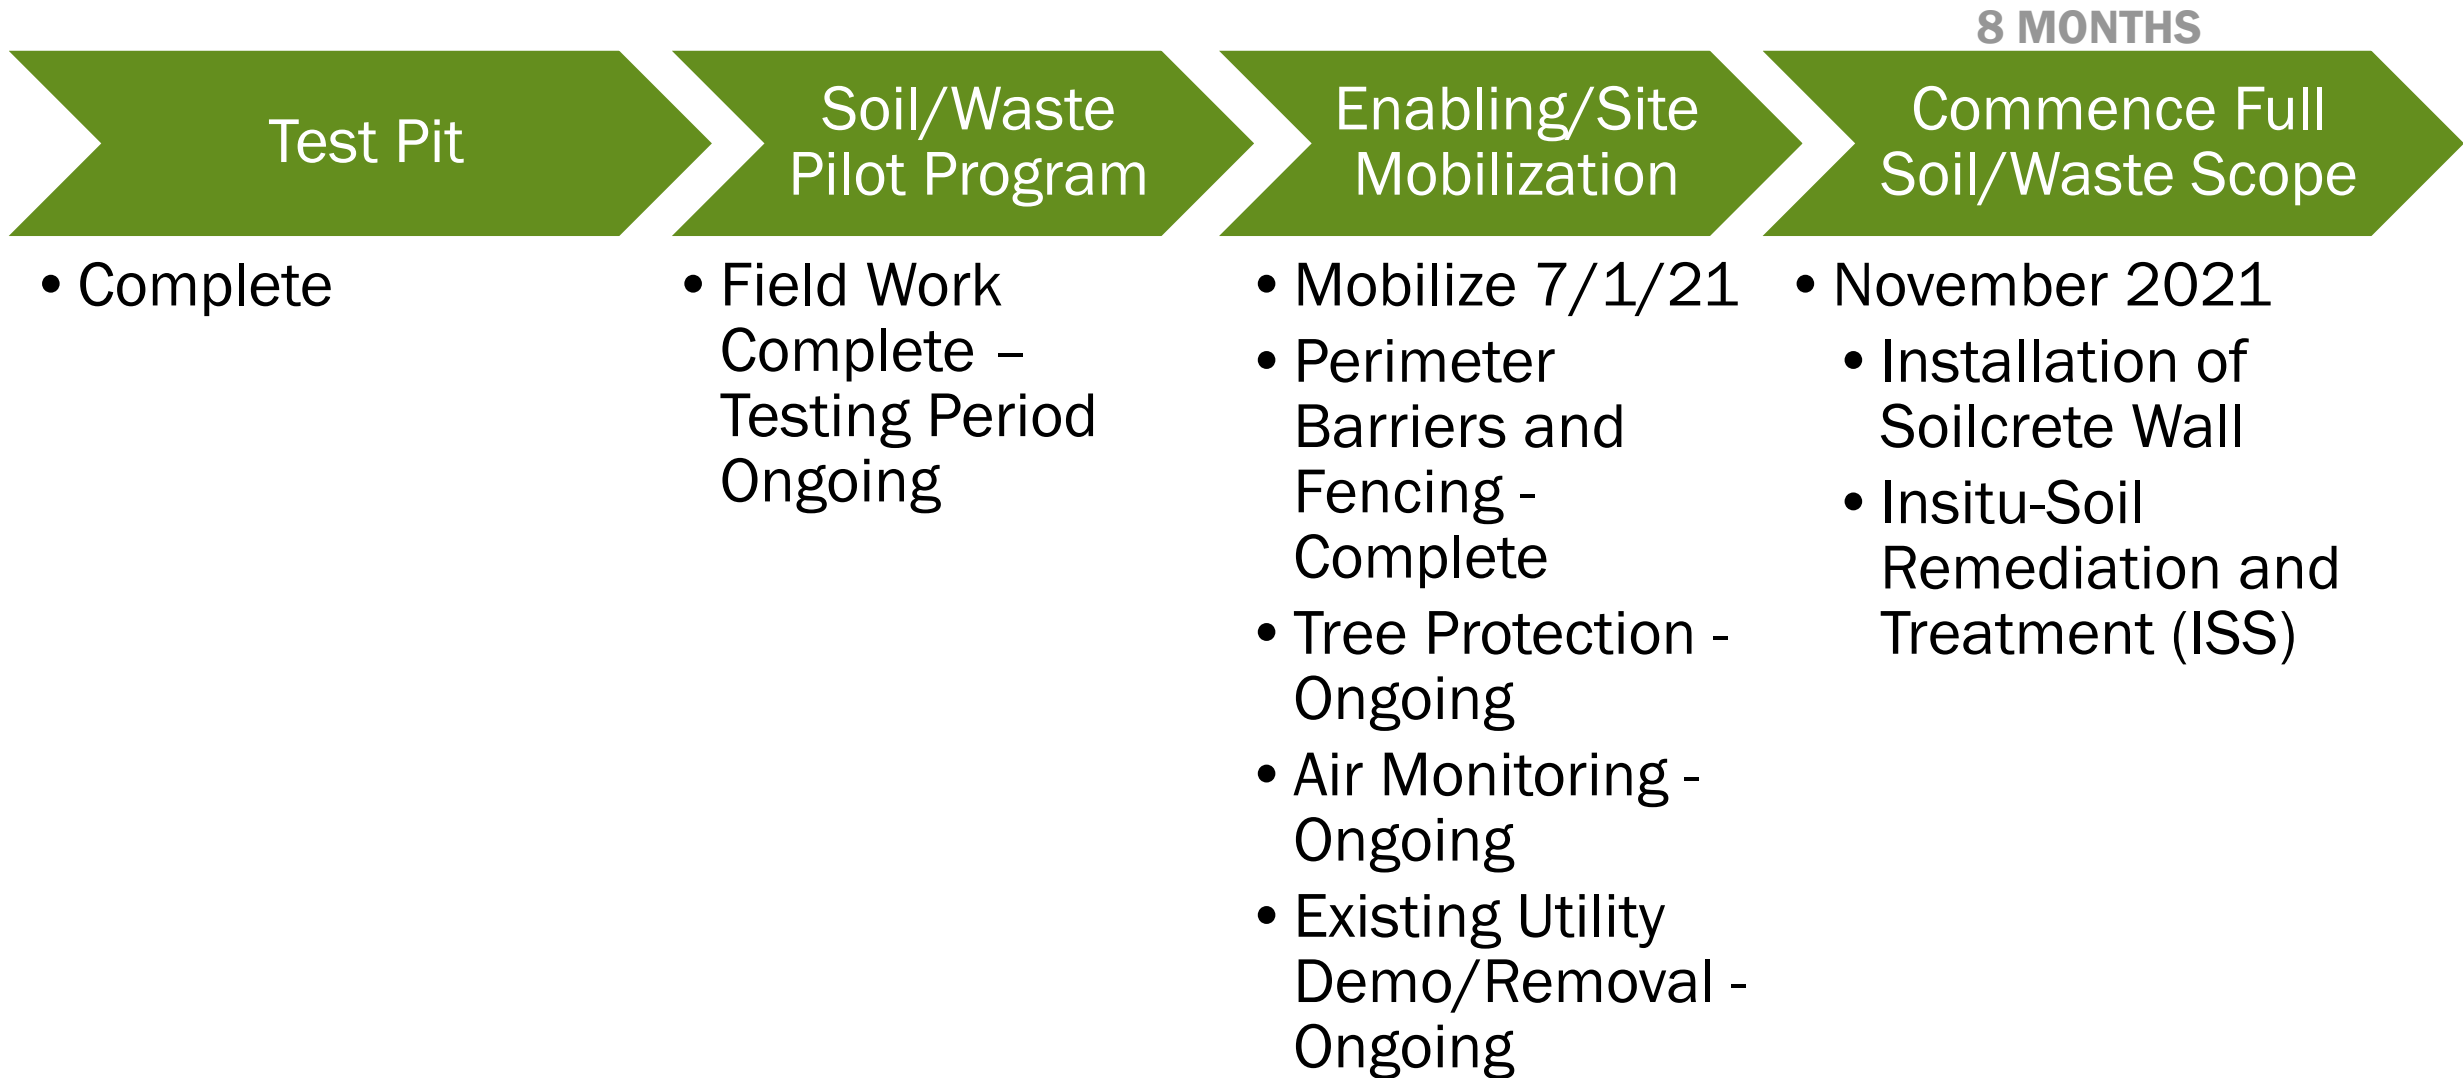 8 MONTHS
Test Pit
• Complete
Soil/Waste
Pilot Program
• Field Work
Complete –
Testing Period
Ongoing
Enabling/Site
Mobilization
• Mobilize 7/1/21
• Perimeter
Barriers and
Fencing -
Complete
• Tree Protection -
Ongoing
• Air Monitoring -
Ongoing
• Existing Utility
Demo/Removal -
Ongoing
Commence Full
Soil/Waste Scope
• November 2021
• Installation of
Soilcrete Wall
• Insitu-Soil
Remediation and
Treatment (ISS)